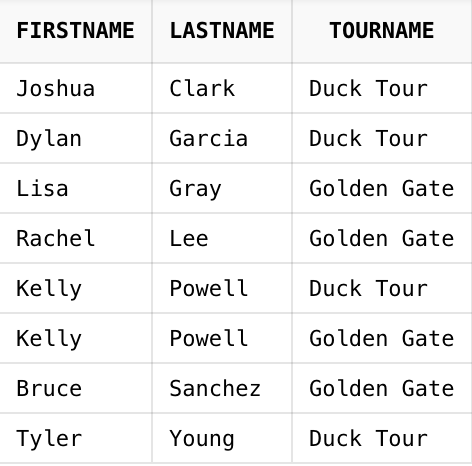 FIRSTNAME LASTNAME TOURNAME
Joshua Clark Duck Tour
Dylan Garcia Duck Tour
Lisa Gray Golden Gate
Rachel Lee Golden Gate
Kelly Powell Duck Tour
Kelly Powell Golden Gate
Bruce Sanchez Golden Gate
Tyler Young Duck Tour